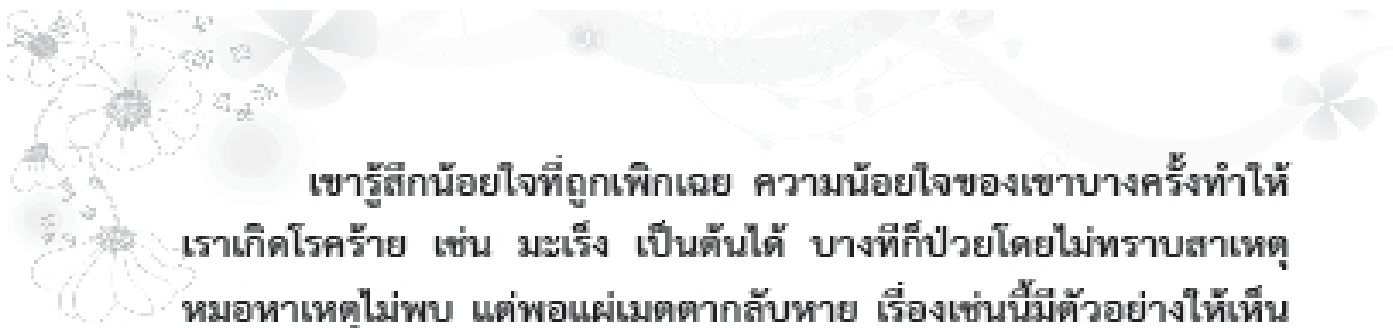 เขารู้สึกน้อยใจที่ถูกเพิกเฉย ความน้อยใจของเขาบางครั้งทำให้
เราเกิดโรคร้าย เช่น มะเร็ง เป็นต้นได้ บางทีก็ป่วยโดยไม่ทราบสาเหตุ
หมอหาเหตุไม่พบ แต่พอแผ่เมตตากลับหาย เรื่องเช่นนี้มีตัวอย่างให้เห็น